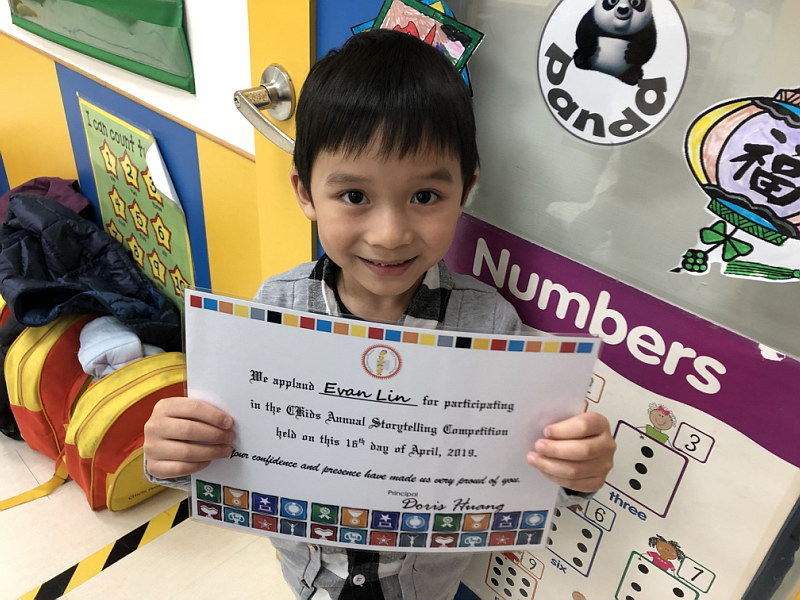 I can count to
1
2
3
4
5
6
7
8
9
10
Panda
福
Numbers
3
three
6
six
7
9
We applaud Evan Lin for participating
in the CKids Annual Storytelling Competition
held on this 16th day of April, 2019.
Your confidence and presence have made us very proud of you.
Principal
Doris Huang